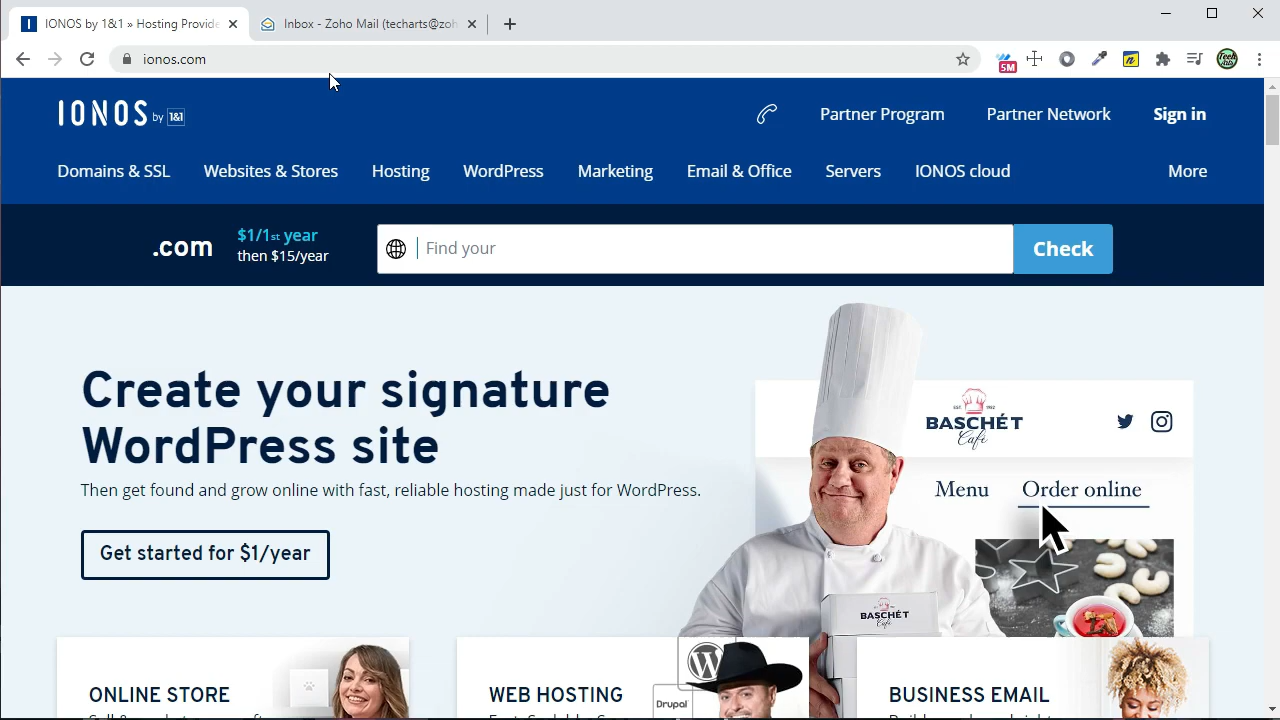 IONOS by 1&1 » Hosting Provide
Inbox - Zoho Mail (techarts@zoh
ionos.com
5M
IONOS by 1&1
Partner Program
Partner Network
Sign in
Domains & SSL
Websites & Stores
Hosting
WordPress
Marketing
Email & Office
Servers
IONOS cloud
More
.com
$1/1st year
then $15/year
Find your
Check
Create your signature
WordPress site
Then get found and grow online with fast, reliable hosting made just for WordPress.
Get started for $1/year
BASCHÉT
Café
Menu
Order online
BASCHÉT
Café
ONLINE STORE
WEB HOSTING
Drupal
BUSINESS EMAIL